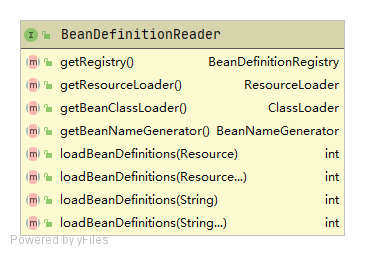 I BeanDefinitionReader
m getRegistry() BeanDefinitionRegistry
m getResourceLoader() ResourceLoader
m getBeanClassLoader() ClassLoader
m getBeanNameGenerator() BeanNameGenerator
m loadBeanDefinitions(Resource) int
m loadBeanDefinitions(Resource...) int
m loadBeanDefinitions(String) int
m loadBeanDefinitions(String...) int
Powered by yFiles